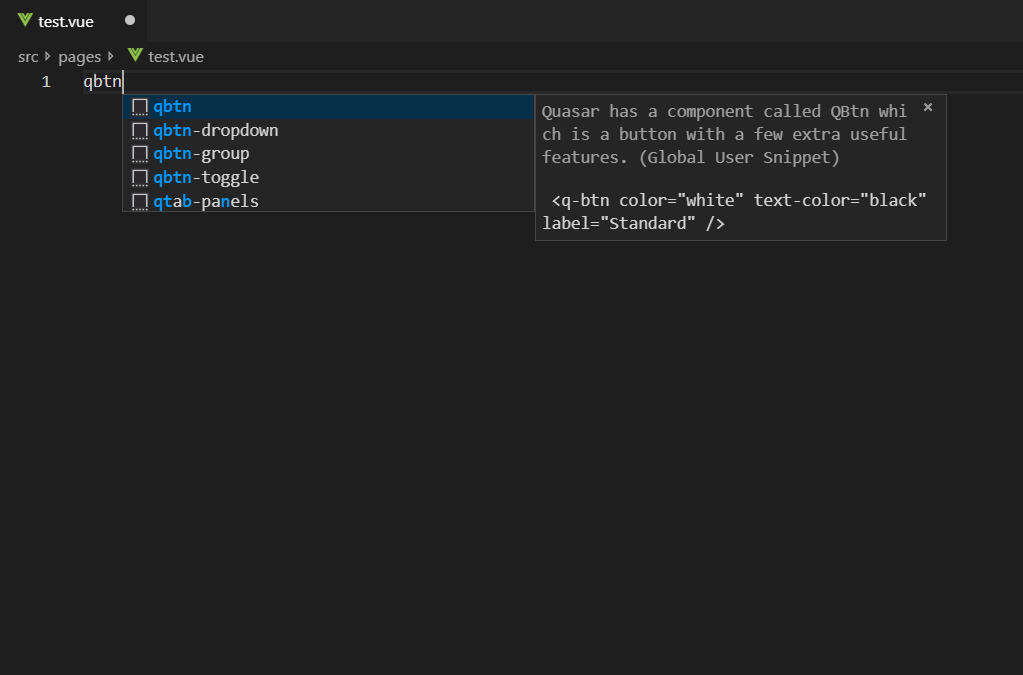 test.vue
src pages test.vue
1 qbtn
qbtn
qbtn-dropdown
qbtn-group
qbtn-toggle
qtab-panels
Quasar has a component called QBtn whi
ch is a button with a few extra useful
features. (Global User Snippet)
<q-btn color="white" text-color="black"
label="Standard" />